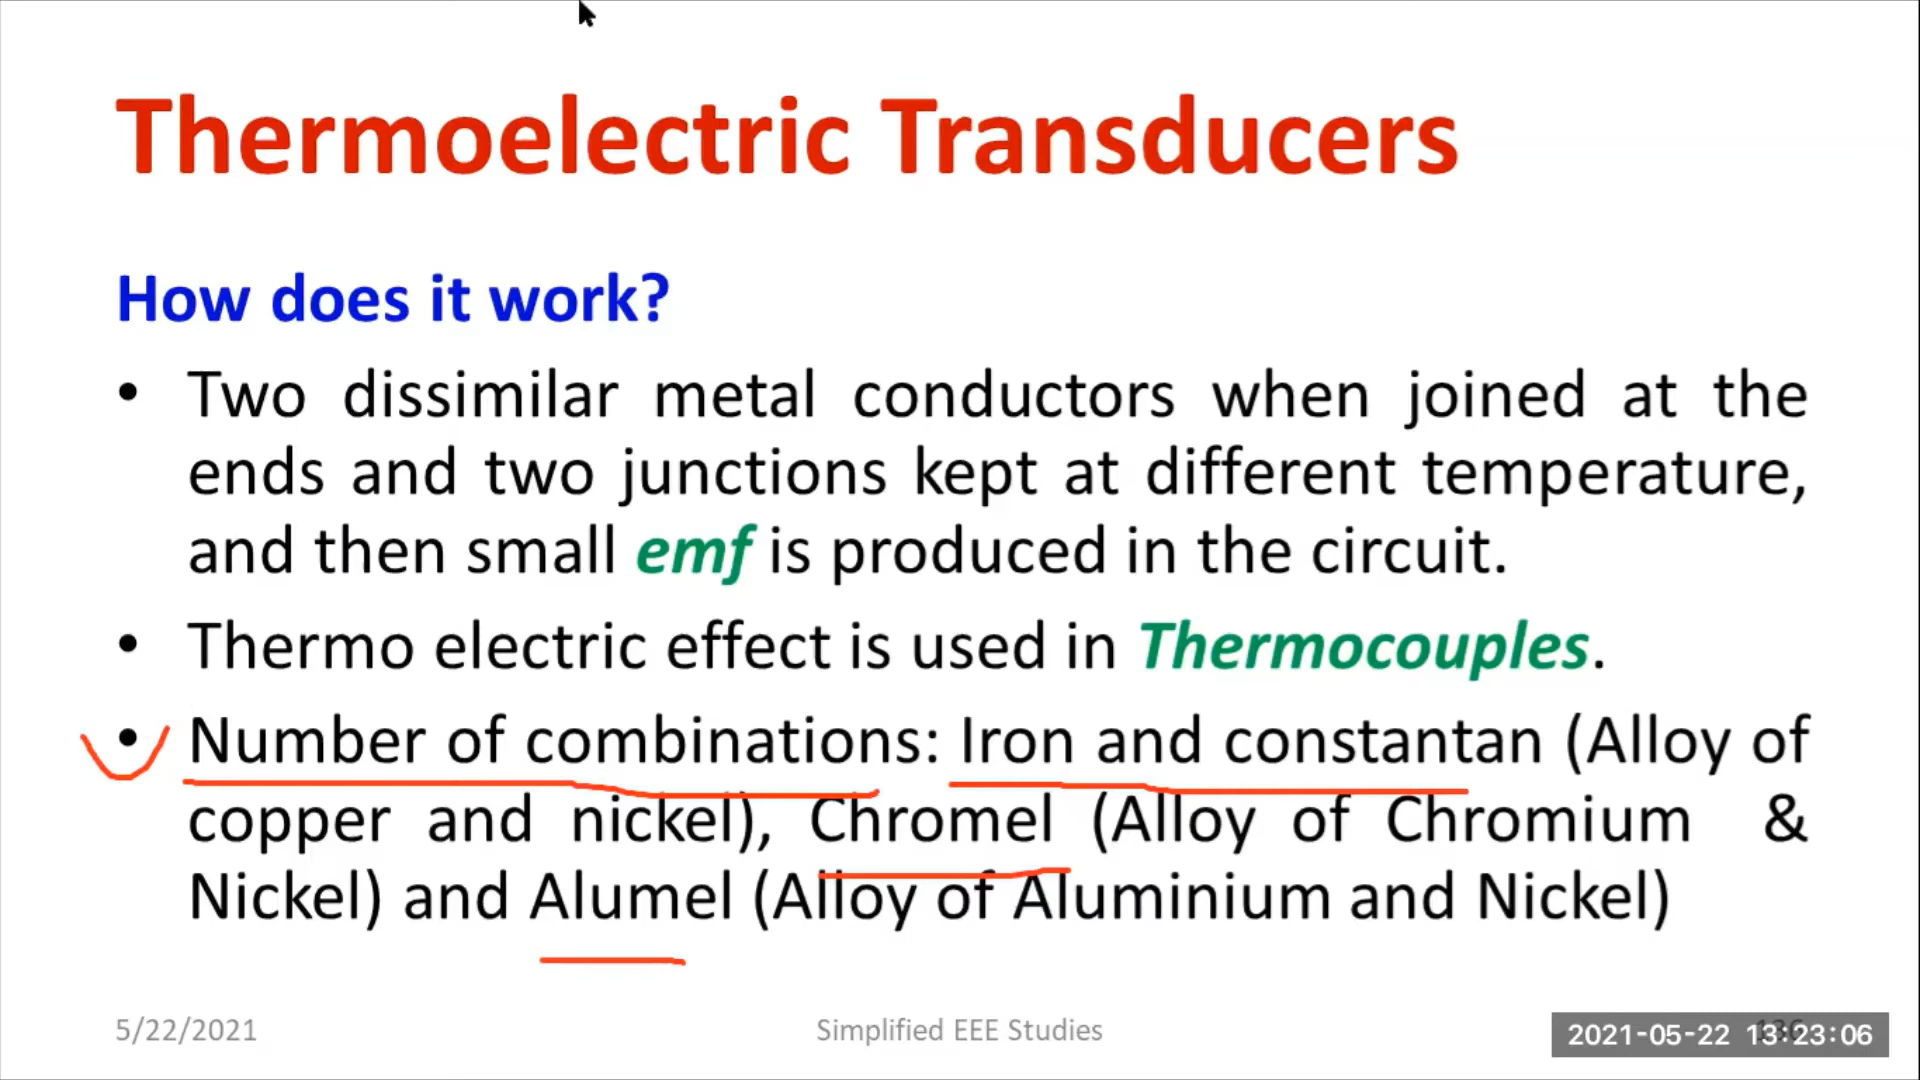 Thermoelectric Transducers
How does it work?
• Two dissimilar metal conductors when joined at the
ends and two junctions kept at different temperature,
and then small emf is produced in the circuit.
• Thermo electric effect is used in Thermocouples.
• Number of combinations: Iron and constantan (Alloy of
copper and nickel), Chromel (Alloy of Chromium & 
Nickel) and Alumel (Alloy of Aluminium and Nickel)
5/22/2021
Simplified EEE Studies
2021-05-22 13:23:06